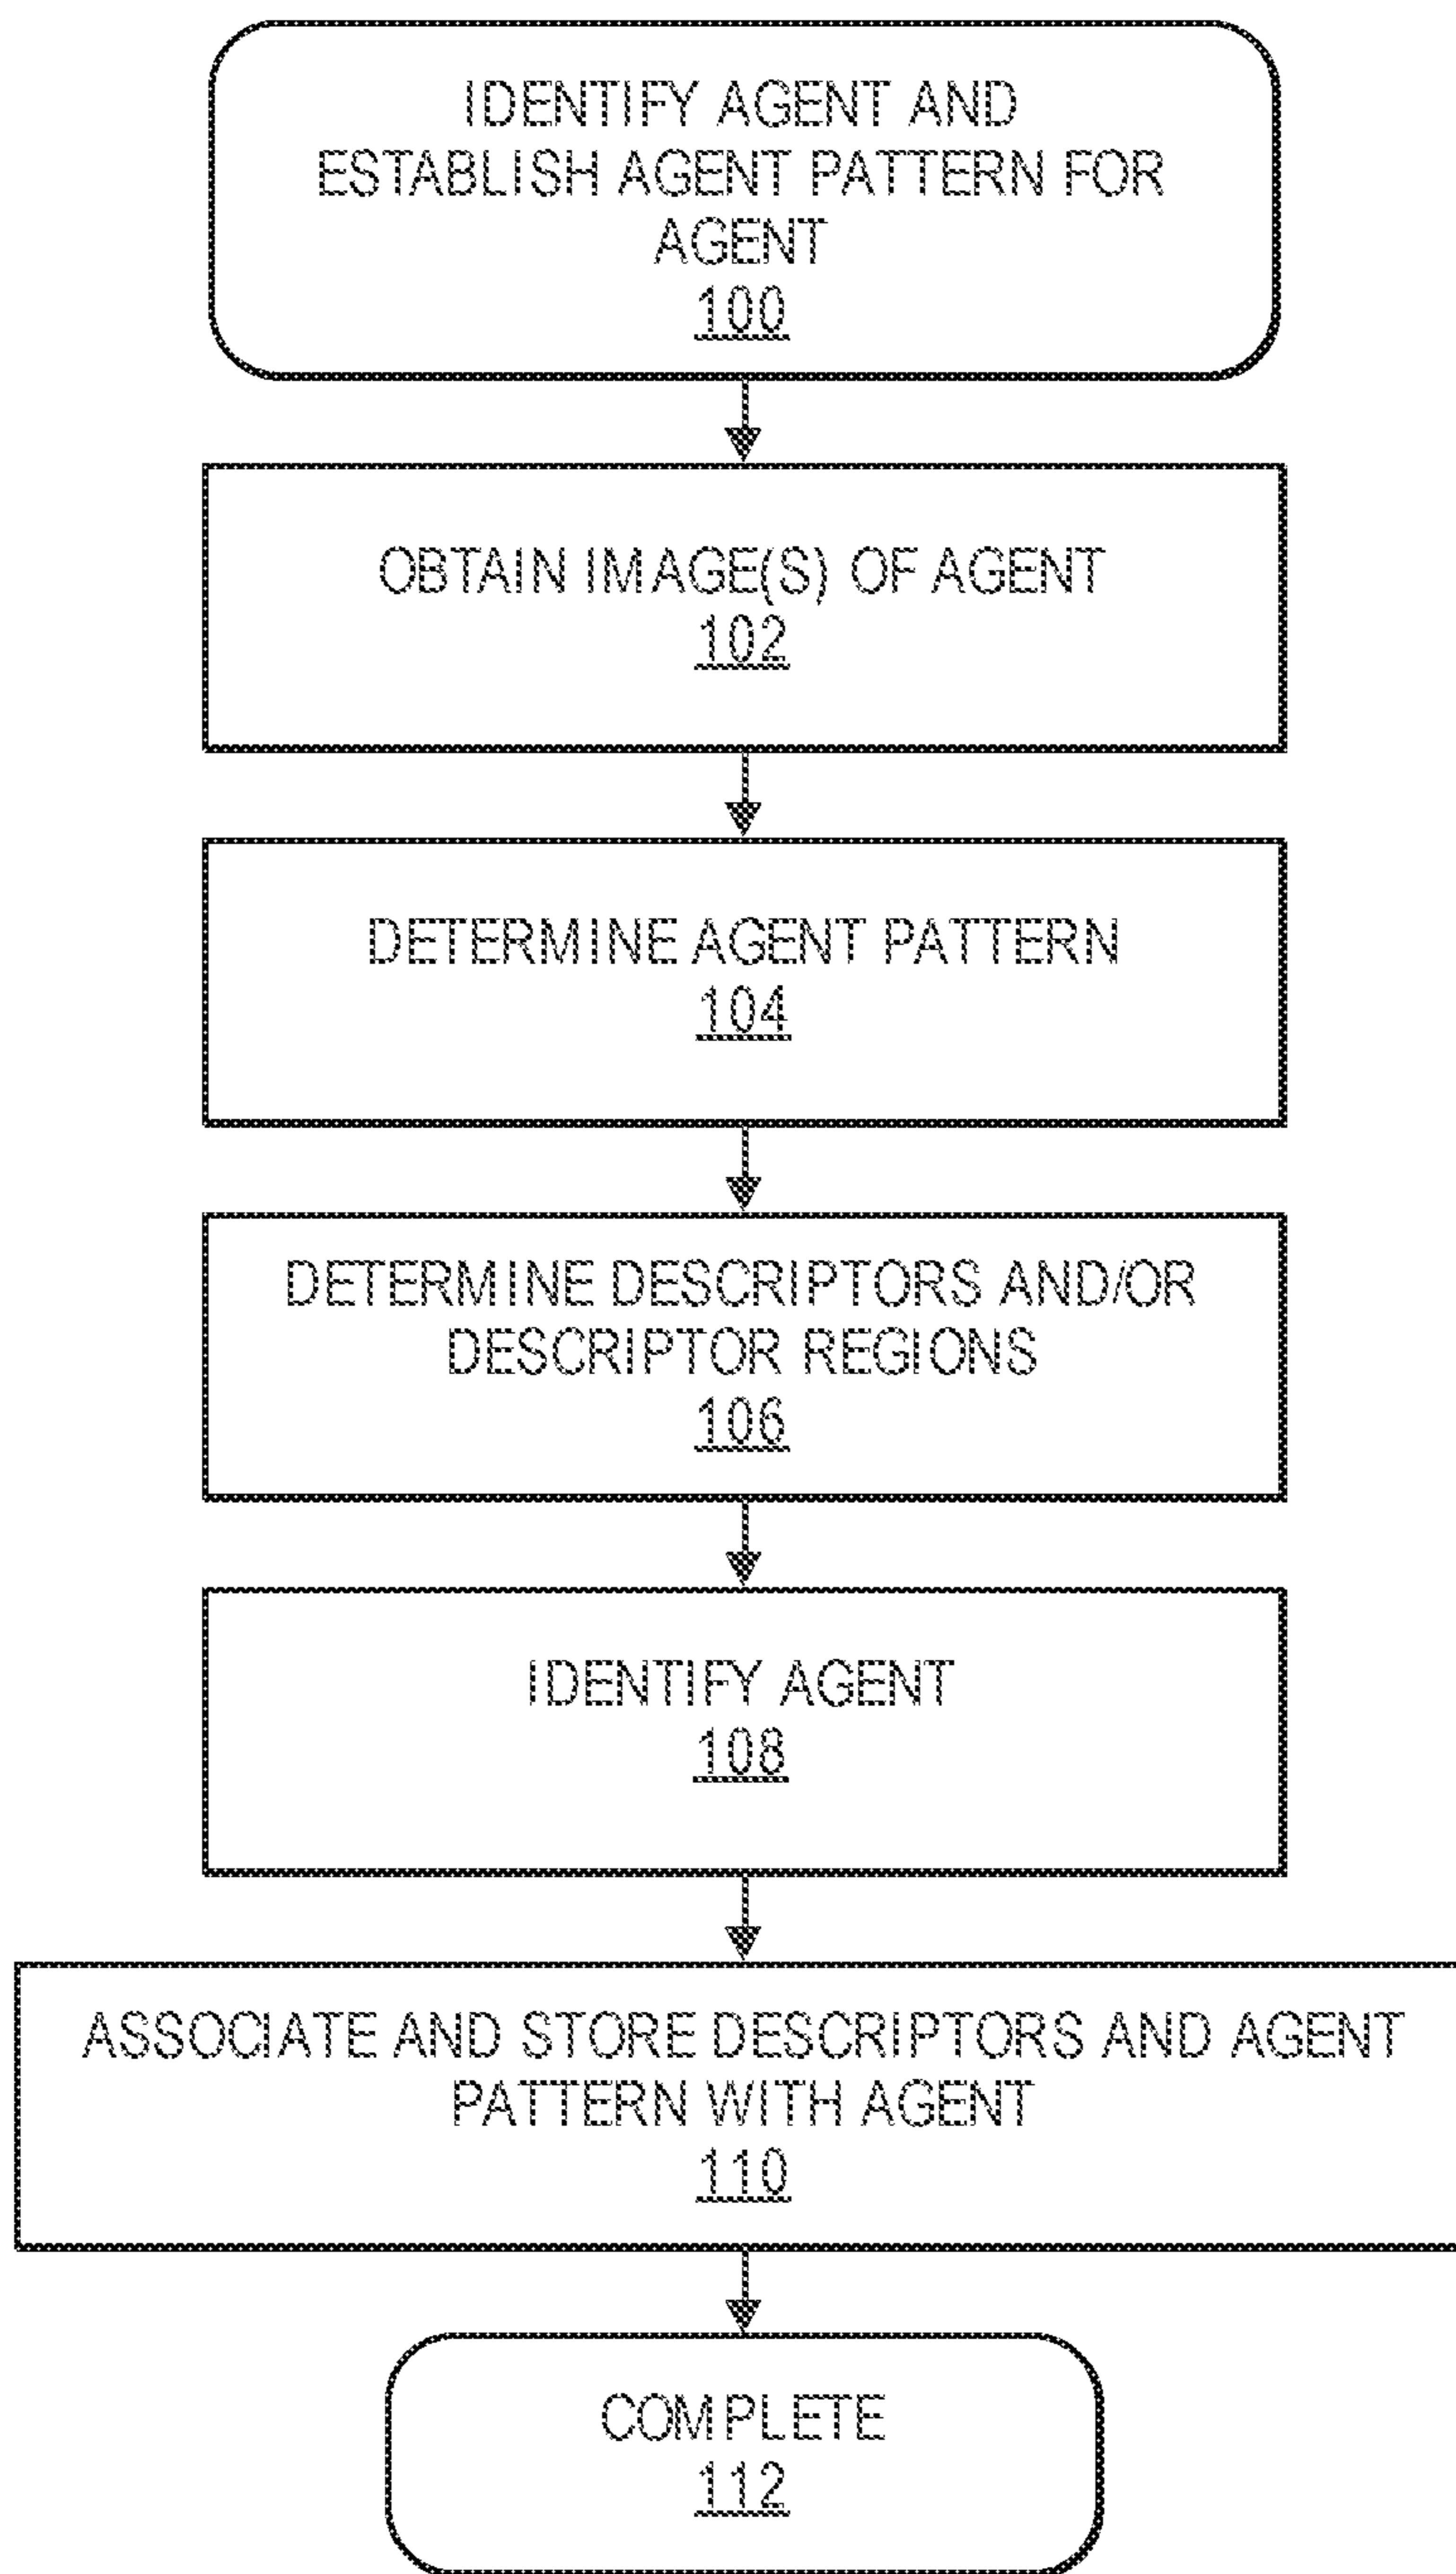 IDENTIFY AGENT AND
ESTABLISH AGENT PATTERN FOR
AGENT
100
OBTAIN IMAGE(S) OF AGENT
102
DETERMINE AGENT PATTERN
104
DETERMINE DESCRIPTORS AND/OR
DESCRIPTOR REGIONS
106
IDENTIFY AGENT
108
ASSOCIATE AND STORE DESCRIPTORS AND AGENT
PATTERN WITH AGENT
110
COMPLETE
112